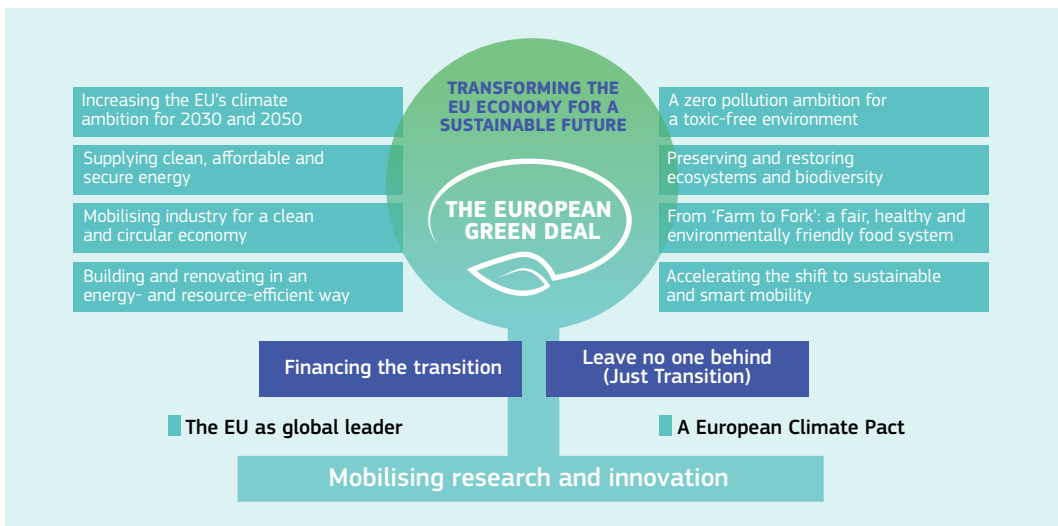 TRANSFORMING THE
EU ECONOMY FOR A
SUSTAINABLE FUTURE
Increasing the EU's climate
ambition for 2030 and 2050
Supplying clean, affordable and
secure energy
Mobilising industry for a clean
and circular economy
Building and renovating in an
energy- and resource-efficient way
THE EUROPEAN
GREEN DEAL
A zero pollution ambition for
a toxic-free environment
Preserving and restoring
ecosystems and biodiversity
From ‘Farm to Fork’: a fair, healthy and
environmentally friendly food system
Accelerating the shift to sustainable
and smart mobility
Financing the transition
Leave no one behind
(Just Transition)
The EU as global leader
A European Climate Pact
Mobilising research and innovation